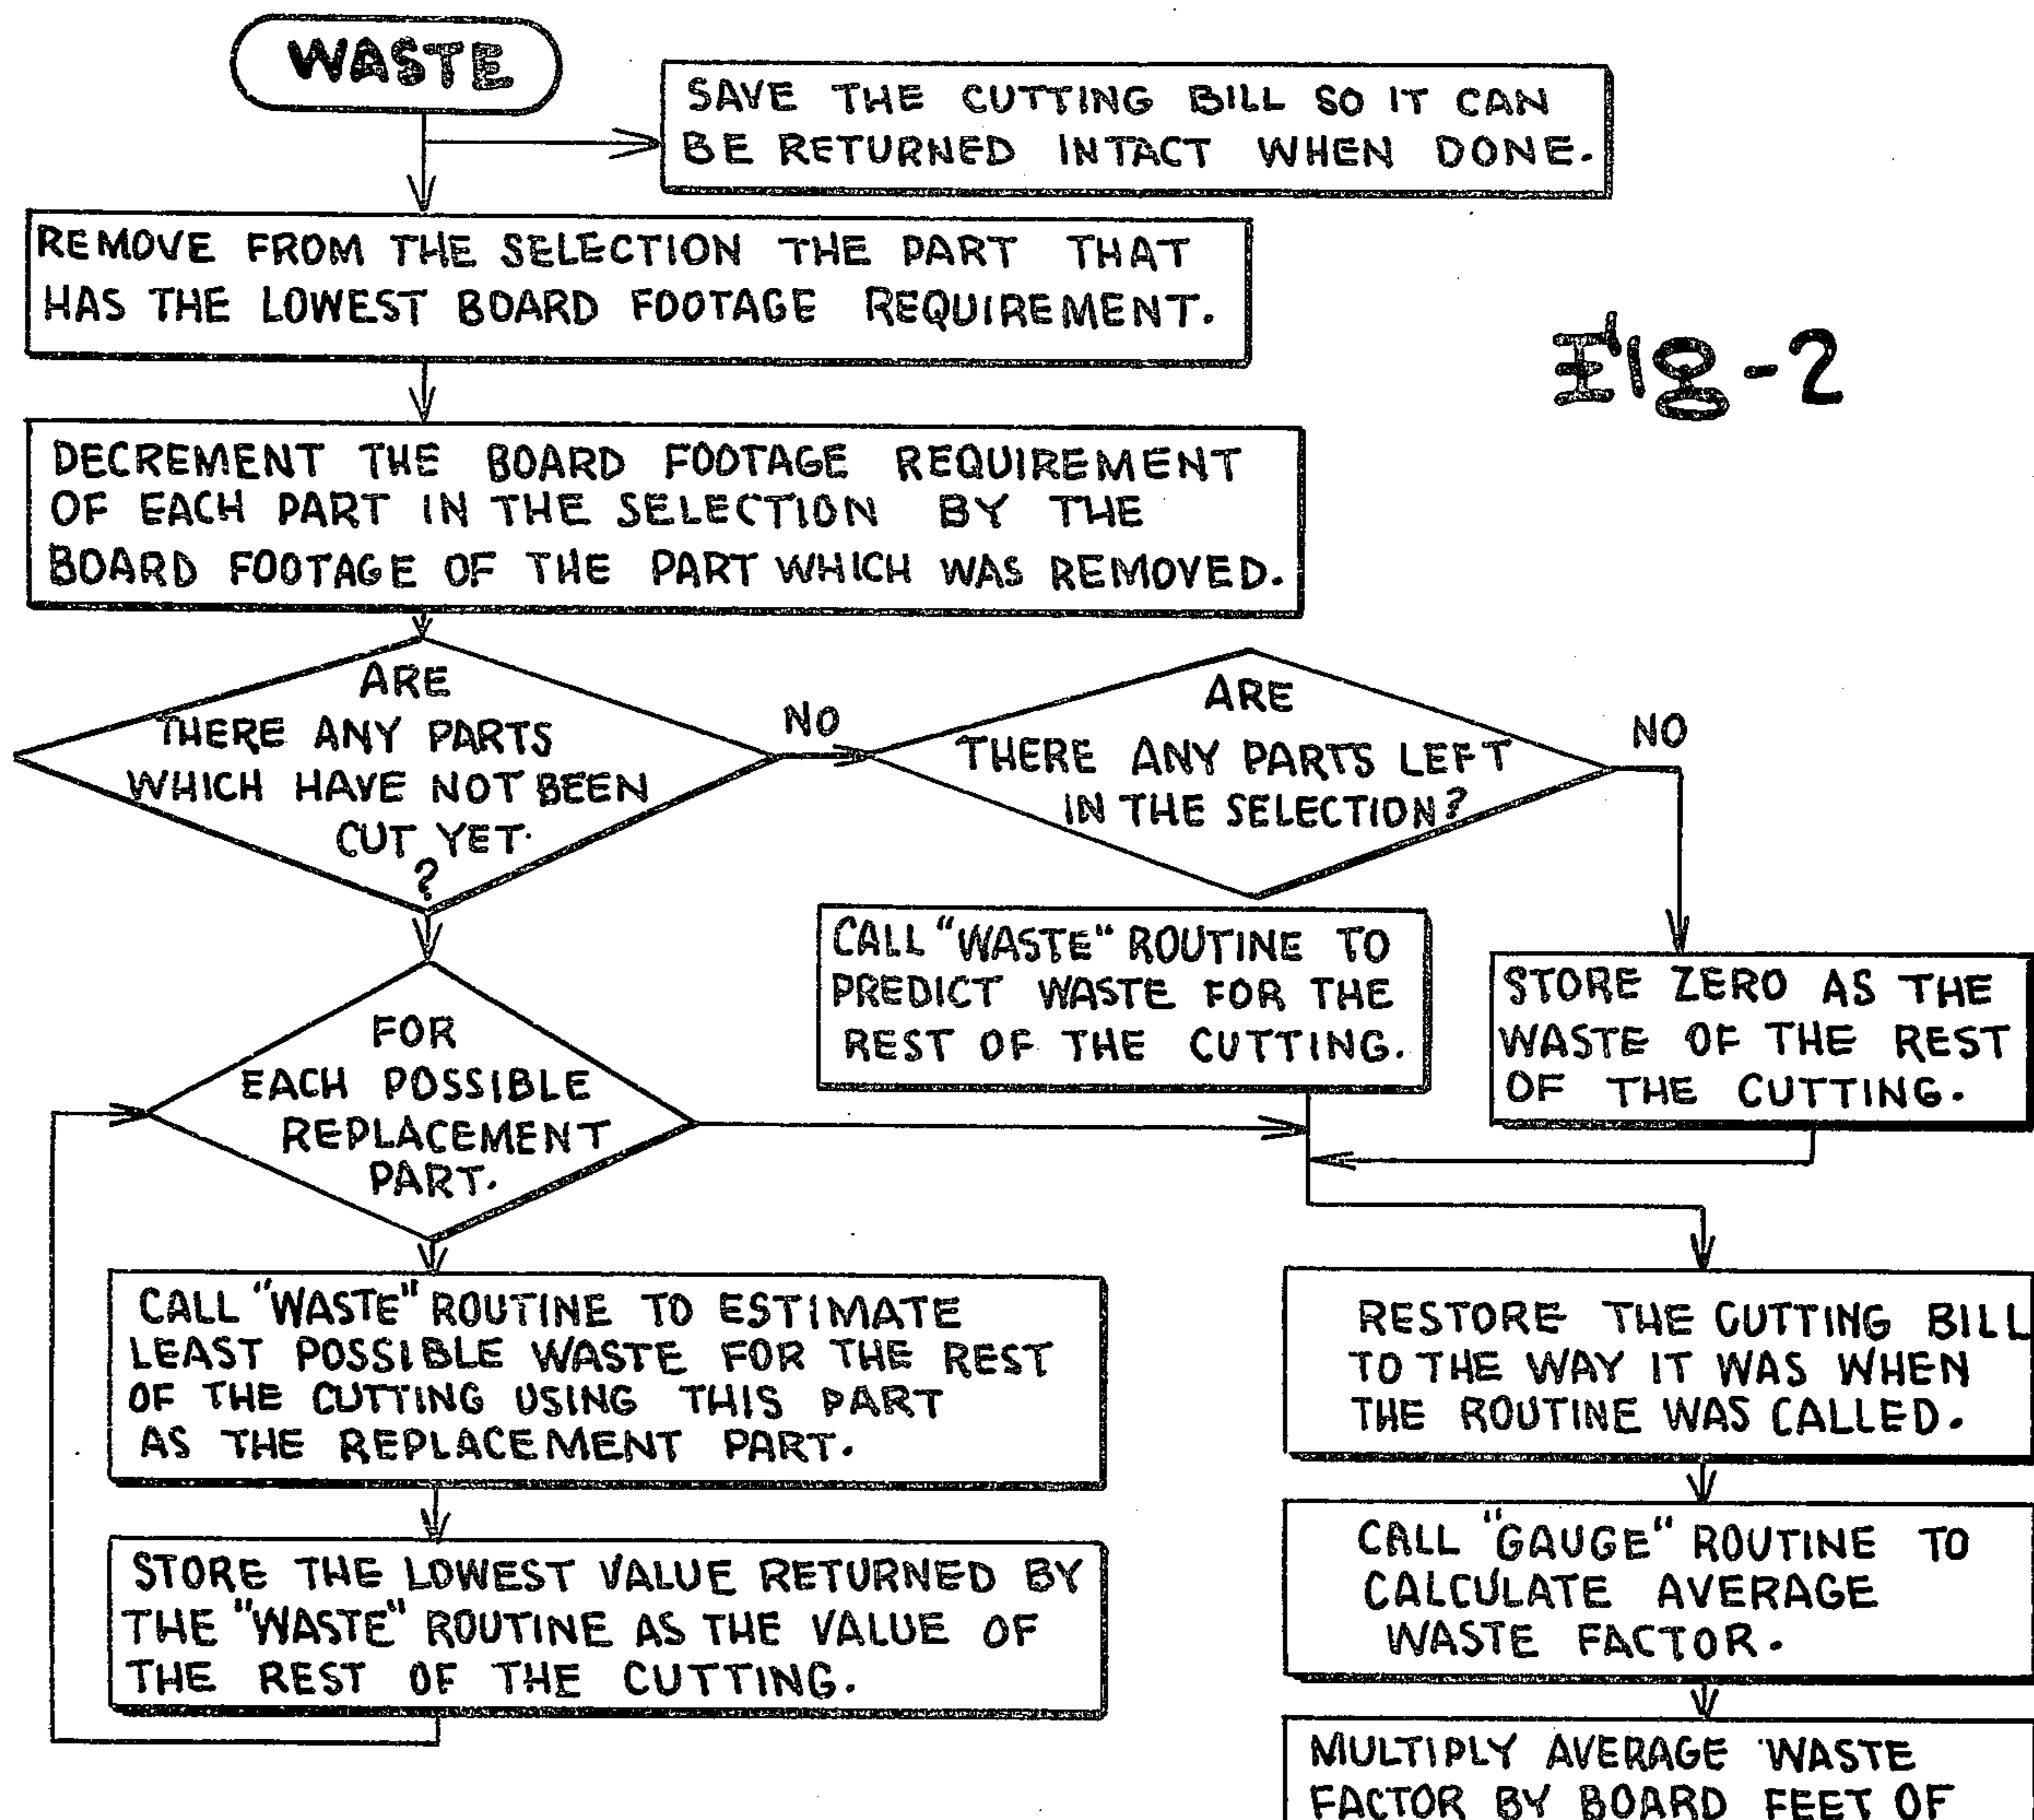 WASTE
SAVE THE CUTTING BILL SO IT CAN
BE RETURNED INTACT WHEN DONE.
REMOVE FROM THE SELECTION THE PART THAT
HAS THE LOWEST BOARD FOOTAGE REQUIREMENT.
Fig-2
DECREMENT THE BOARD FOOTAGE REQUIREMENT
OF EACH PART IN THE SELECTION BY THE
BOARD FOOTAGE OF THE PART WHICH WAS REMOVED.
ARE
THERE ANY PARTS
WHICH HAVE NOT BEEN
CUT YET.
?
NO
ARE
THERE ANY PARTS LEFT
IN THE SELECTION?
NO
CALL "WASTE" ROUTINE TO
PREDICT WASTE FOR THE
REST OF THE CUTTING.
STORE ZERO AS THE
WASTE OF THE REST
OF THE CUTTING.
FOR
EACH POSSIBLE
REPLACEMENT
PART.
CALL "WASTE" ROUTINE TO ESTIMATE
LEAST POSSIBLE WASTE FOR THE REST
OF THE CUTTING USING THIS PART
AS THE REPLACEMENT PART.
STORE THE LOWEST VALUE RETURNED BY
THE "WASTE" ROUTINE AS THE VALUE OF
THE REST OF THE CUTTING.
RESTORE THE CUTTING BILL
TO THE WAY IT WAS WHEN
THE ROUTINE WAS CALLED.
CALL "GAUGE" ROUTINE TO
CALCULATE AVERAGE
WASTE FACTOR.
MULTIPLY AVERAGE WASTE
FACTOR BY BOARD FEET OF